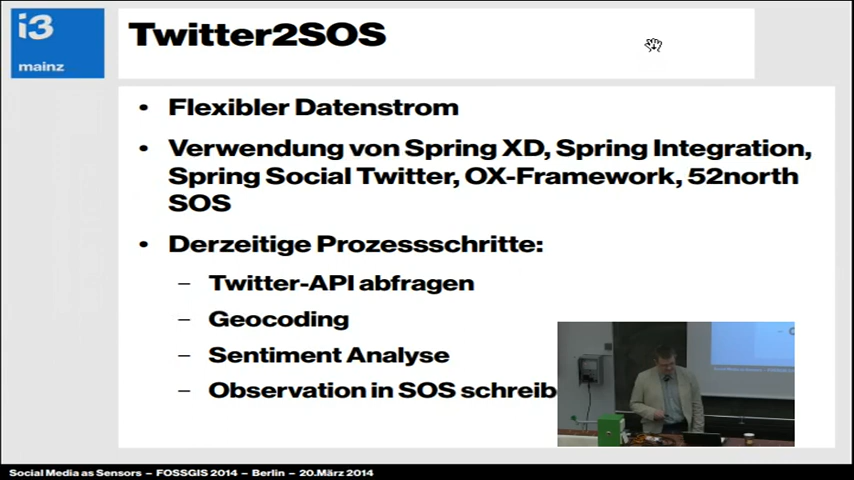 i3
mainz
Twitter2SOS
• Flexibler Datenstrom
• Verwendung von Spring XD, Spring Integration,
Spring Social Twitter, OX-Framework, 52north
SOS
• Derzeitige Prozessschritte:
– Twitter-API abfragen
– Geocoding
– Sentiment Analyse
– Observation in SOS schreib
Social Media as Sensors – FOSSGIS 2014 – Berlin – 20.März 2014